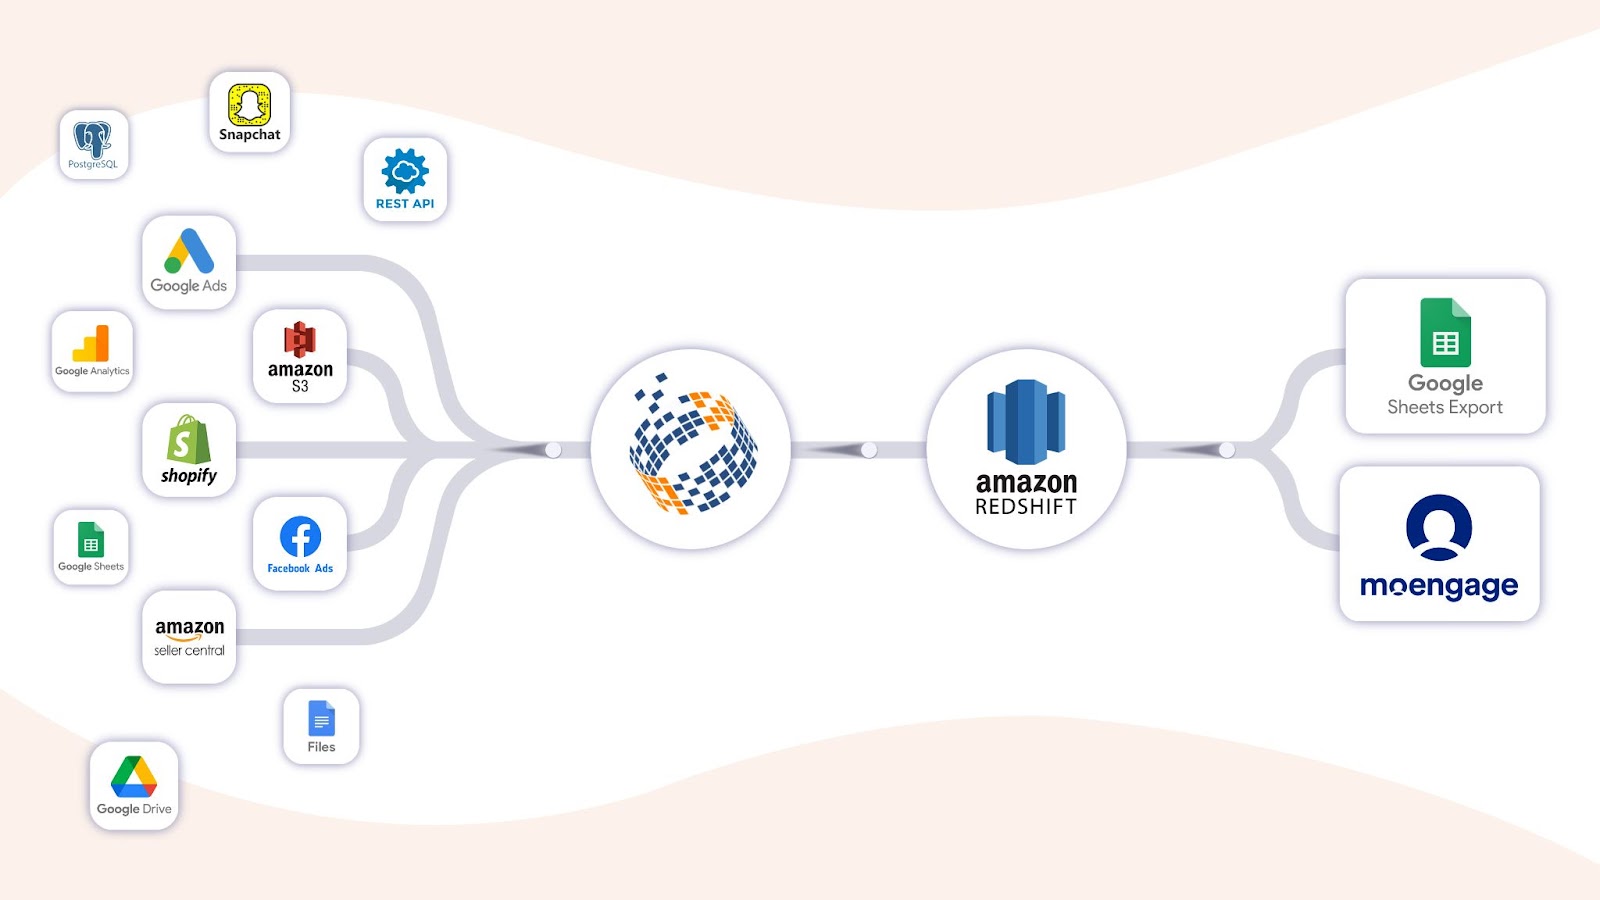 Snapchat
PostgreSQL
REST API
Google Ads
Google Analytics
amazon
S3
shopify
Google Sheets
Facebook Ads
amazon
seller central
Files
Google Drive
amazon
REDSHIFT
Google
Sheets Export
moengage